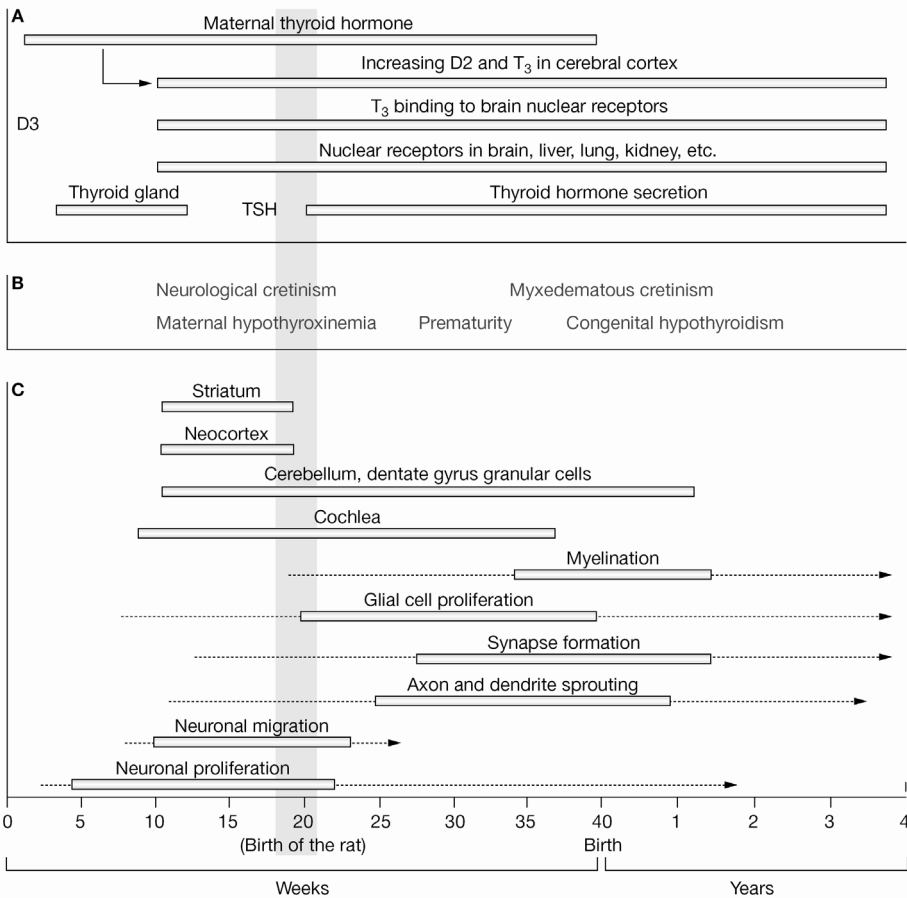 A
Maternal thyroid hormone
Increasing D2 and T3 in cerebral cortex
T3 binding to brain nuclear receptors
D3
Nuclear receptors in brain, liver, lung, kidney, etc.
Thyroid gland TSH Thyroid hormone secretion
B
Neurological cretinism Myxedematous cretinism
Maternal hypothyroxinemia Prematurity Congenital hypothyroidism
C
Striatum
Neocortex
Cerebellum, dentate gyrus granular cells
Cochlea
Myelination
Glial cell proliferation
Synapse formation
Axon and dendrite sprouting
Neuronal migration
Neuronal proliferation
0 5 10 15 20 25 30 35 40 1 2 3 4
(Birth of the rat) Birth
Weeks Years